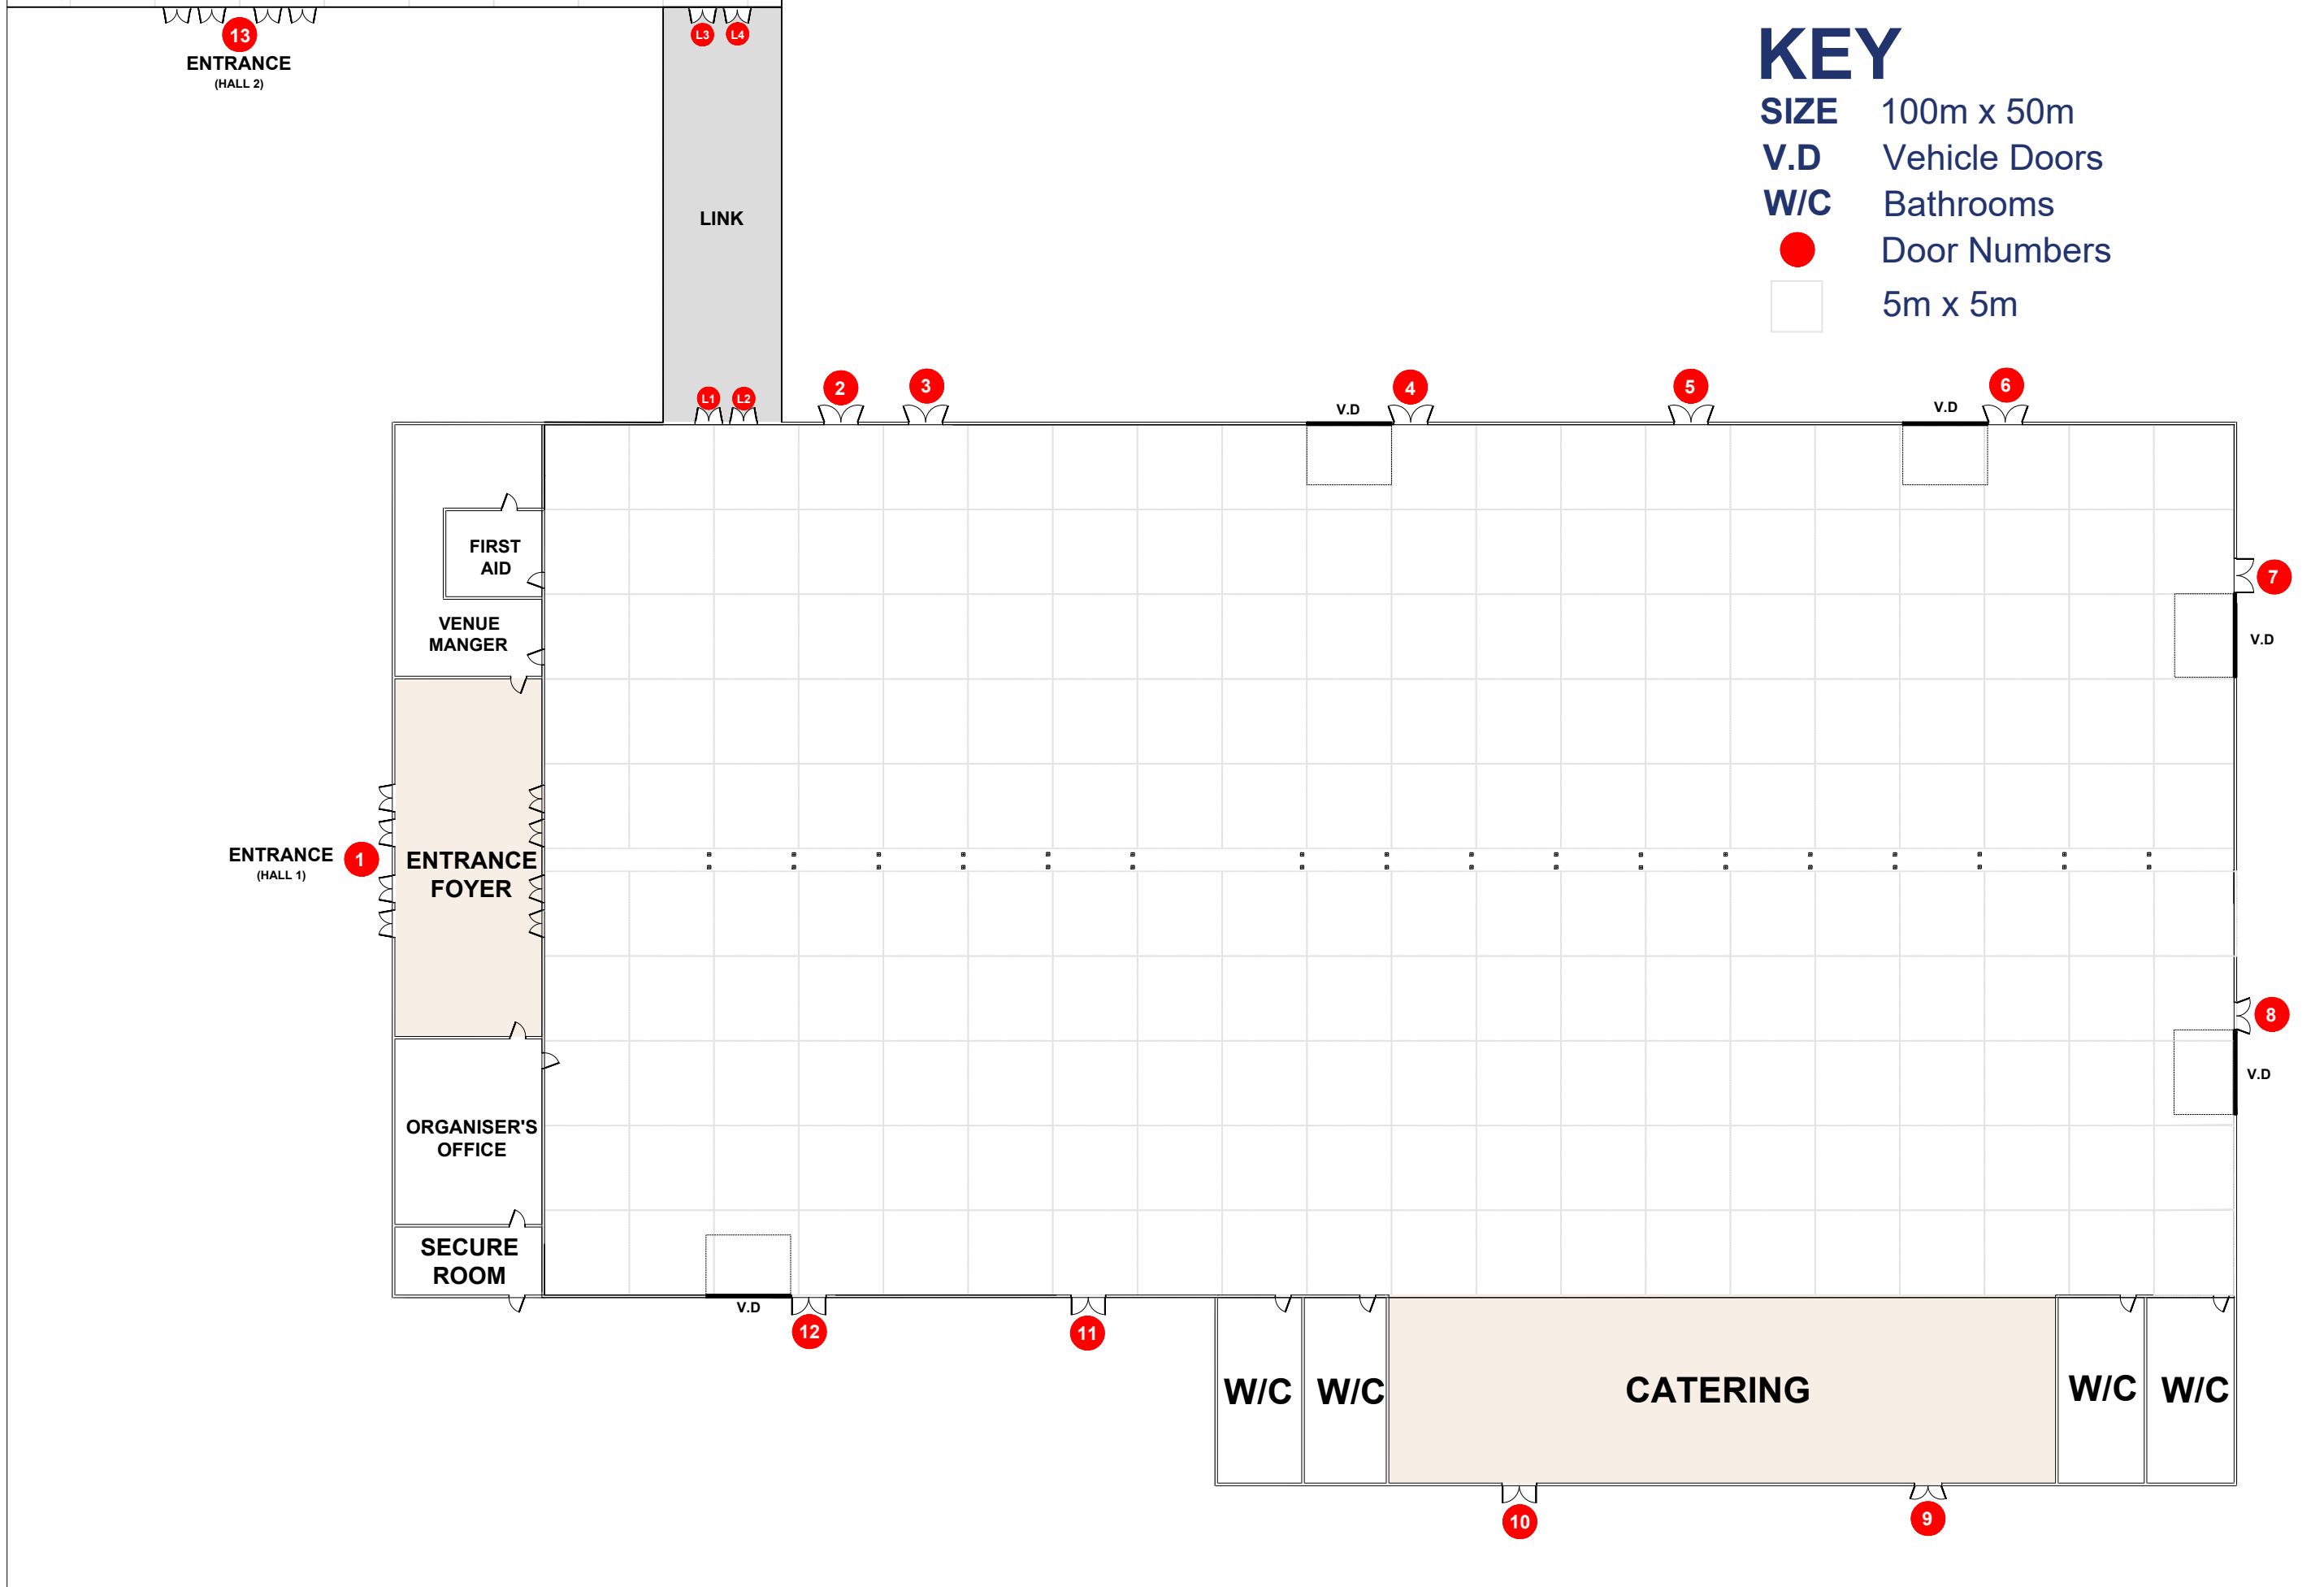 13
ENTRANCE
(HALL 2)
L3
L4
KEY
SIZE 100m x 50m
V.D Vehicle Doors
W/C Bathrooms
Door Numbers
5m x 5m
LINK
L1
L2
2
3
V.D
4
5
V.D
6
FIRST
AID
VENUE
MANGER
7
V.D
ENTRANCE
(HALL 1)
1
ENTRANCE
FOYER
8
V.D
ORGANISER'S
OFFICE
SECURE
ROOM
V.D
12
11
W/C
W/C
CATERING
W/C
W/C
10
9